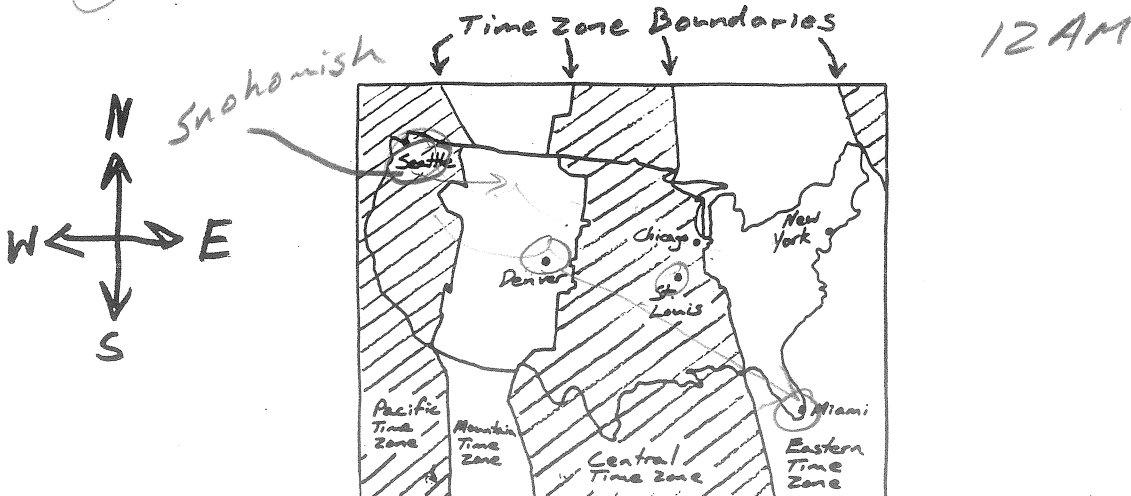 Time Zone Boundaries
12 AM
Snohomish
N
W
E
S
Seattle
Denver
Chicago
St.
Louis
New
York
Miami
Pacific
Time
Zone
Mountain
Time
Zone
Central
Time Zone
Eastern
Time
Zone